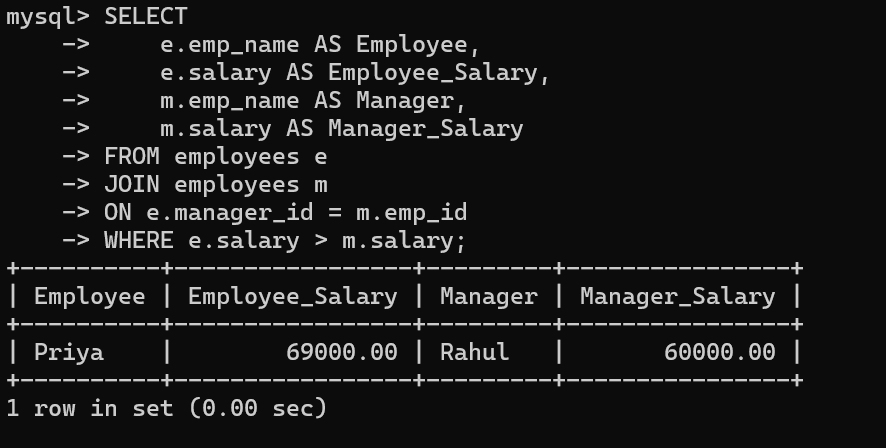 mysql> SELECT
    ->     e.emp_name AS Employee,
    ->     e.salary AS Employee_Salary,
    ->     m.emp_name AS Manager,
    ->     m.salary AS Manager_Salary
    -> FROM employees e
    -> JOIN employees m
    -> ON e.manager_id = m.emp_id
    -> WHERE e.salary > m.salary;
+----------+-----------------+---------+----------------+
| Employee | Employee_Salary | Manager | Manager_Salary |
+----------+-----------------+---------+----------------+
| Priya    |        69000.00 | Rahul   |       60000.00 |
+----------+-----------------+---------+----------------+
1 row in set (0.00 sec)